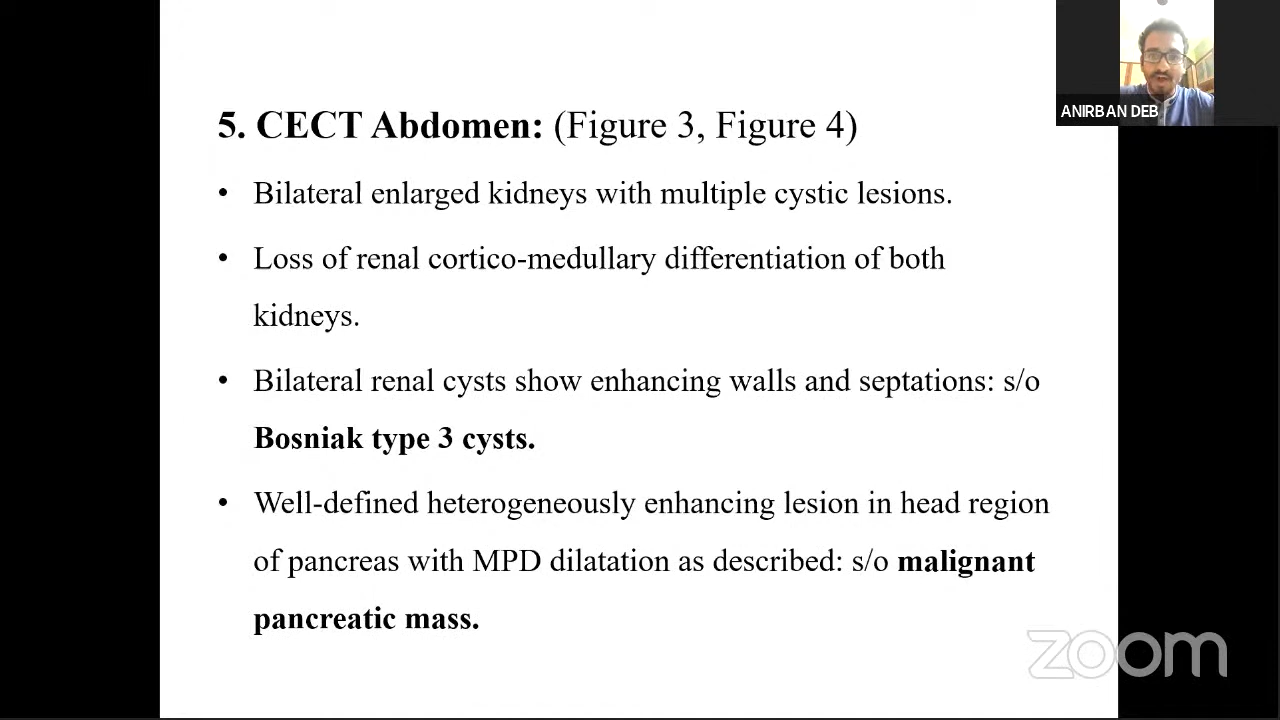 5. CECT Abdomen: (Figure 3, Figure 4)
• Bilateral enlarged kidneys with multiple cystic lesions.
• Loss of renal cortico-medullary differentiation of both
kidneys.
• Bilateral renal cysts show enhancing walls and septations: s/o
Bosniak type 3 cysts.
• Well-defined heterogeneously enhancing lesion in head region
of pancreas with MPD dilatation as described: s/o malignant
pancreatic mass.
ANIRBAN DEB
zoom